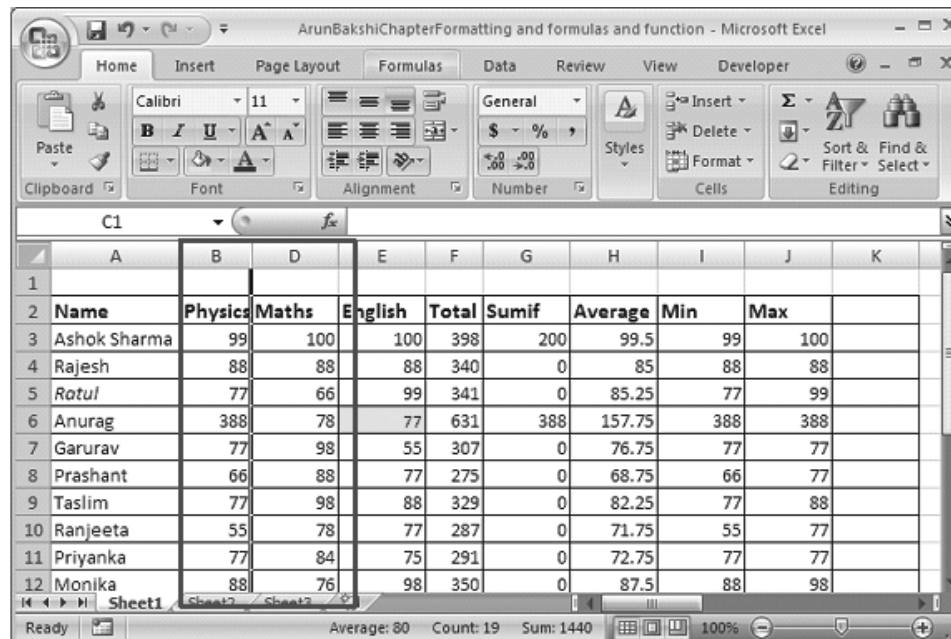 ArunBakshiChapterFormatting and formulas and function - Microsoft Excel
Home Insert Page Layout Formulas Data Review View Developer
Calibri 11 General Insert Σ
B I U A A $ % , Delete
Paste A .00 .00 Styles Format Sort & Filter Find & Select
Clipboard Font Alignment Number Cells Editing
C1 fx
A B D E F G H I J K
1
2 Name Physics Maths English Total Sumif Average Min Max
3 Ashok Sharma 99 100 100 398 200 99.5 99 100
4 Rajesh 88 88 88 340 0 85 88 88
5 Ratul 77 66 99 341 0 85.25 77 99
6 Anurag 388 78 77 631 388 157.75 388 388
7 Garurav 77 98 55 307 0 76.75 77 77
8 Prashant 66 88 77 275 0 68.75 66 77
9 Taslim 77 98 88 329 0 82.25 77 88
10 Ranjeeta 55 78 77 287 0 71.75 55 77
11 Priyanka 77 84 75 291 0 72.75 77 77
12 Monika 88 76 98 350 0 87.5 88 98
Sheet1 Sheet2 Sheet3
Ready Average: 80 Count: 19 Sum: 1440 100%